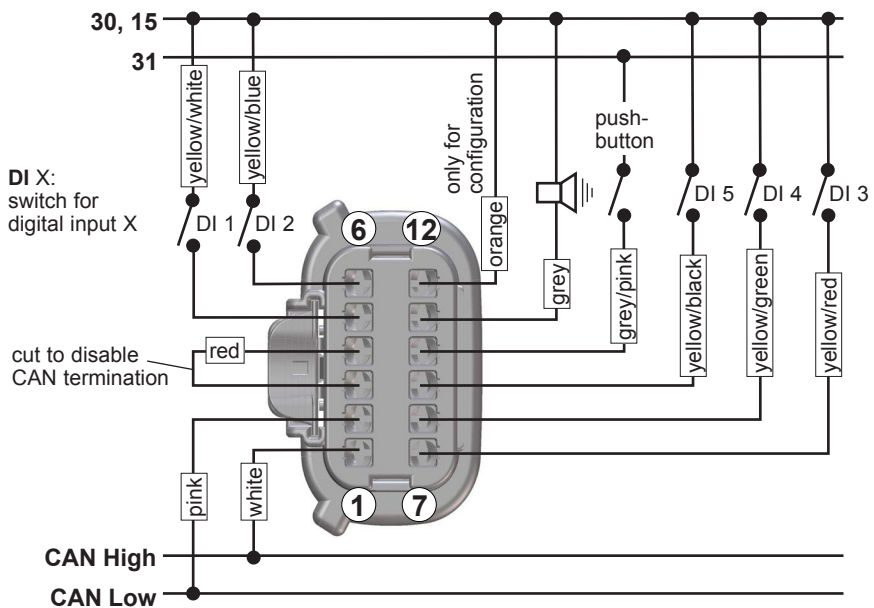 30, 15
31
yellow/white
yellow/blue
only for
configuration
push-
button
DI X:
switch for
digital input X
DI 1
DI 2
DI 5
DI 4
DI 3
6
12
orange
grey
grey/pink
yellow/black
yellow/green
yellow/red
cut to disable
CAN termination
red
pink
white
1
7
CAN High
CAN Low